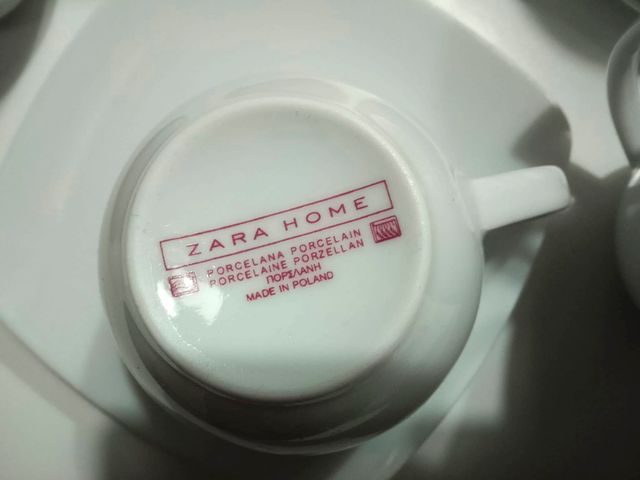 ZARA HOME
PORCELANA PORCELAIN
PORCELAINE PORZELLAN
ΠΟΡΣΛΑΝΗ
MADE IN POLAND